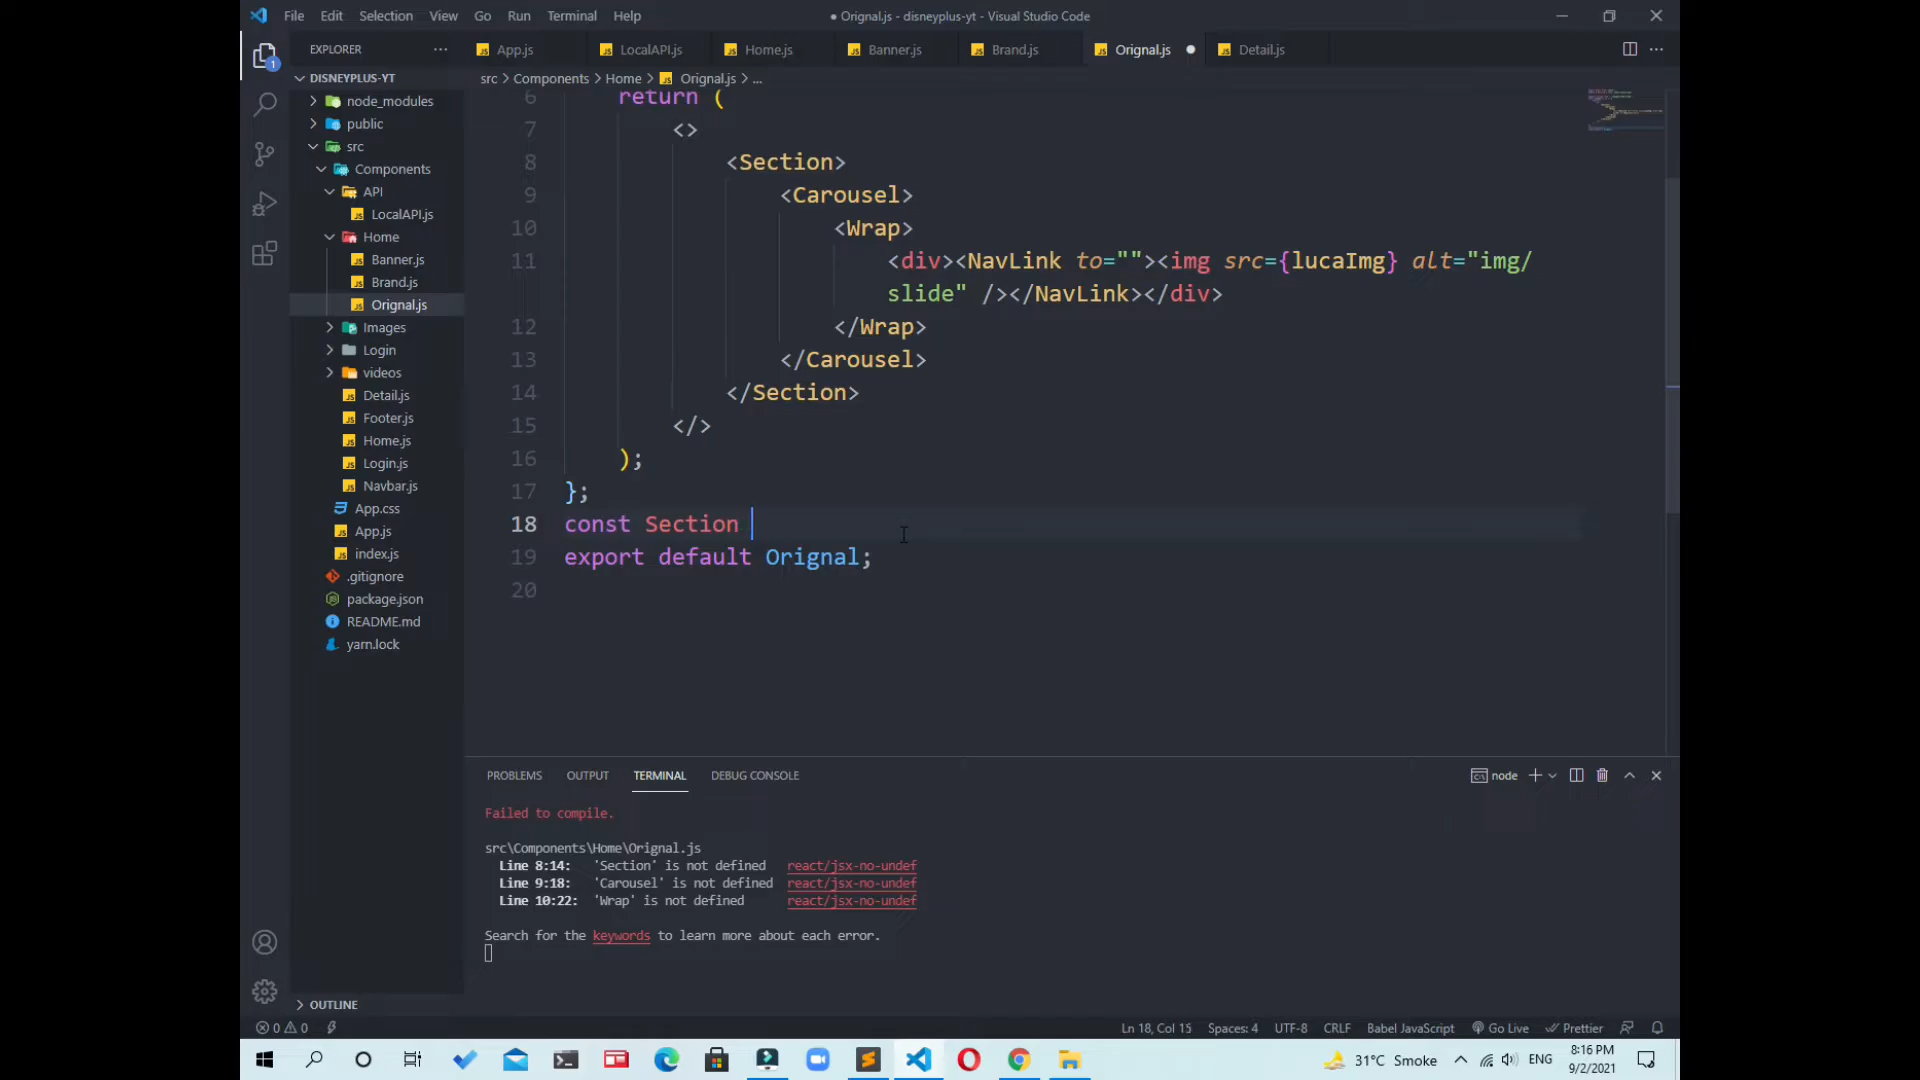 File Edit Selection View Go Run Terminal Help
● Orignal.js - disneyplus-yt - Visual Studio Code
EXPLORER
App.js
LocalAPI.js
Home.js
Banner.js
Brand.js
Orignal.js
Detail.js
DISNEYPLUS-YT
src > Components > Home > Orignal.js > ...
1
node_modules
public
src
Components
API
LocalAPI.js
Home
Banner.js
Brand.js
Orignal.js
Images
Login
videos
Detail.js
Footer.js
Home.js
Login.js
Navbar.js
App.css
App.js
index.js
.gitignore
package.json
README.md
yarn.lock
OUTLINE
6 return (
7 <>
8 <Section>
9 <Carousel>
10 <Wrap>
11 <div><NavLink to=""><img src={lucaImg} alt="img/
slide" /></NavLink></div>
12 </Wrap>
13 </Carousel>
14 </Section>
15 </>
16 );
17 };
18 const Section
19 export default Orignal;
20
PROBLEMS OUTPUT TERMINAL DEBUG CONSOLE
node
Failed to compile.
src\Components\Home\Orignal.js
Line 8:14: 'Section' is not defined react/jsx-no-undef
Line 9:18: 'Carousel' is not defined react/jsx-no-undef
Line 10:22: 'Wrap' is not defined react/jsx-no-undef
Search for the keywords to learn more about each error.
0 0
Ln 18, Col 15 Spaces: 4 UTF-8 CRLF Babel JavaScript Go Live Prettier
31°C Smoke ENG
8:16 PM
9/2/2021